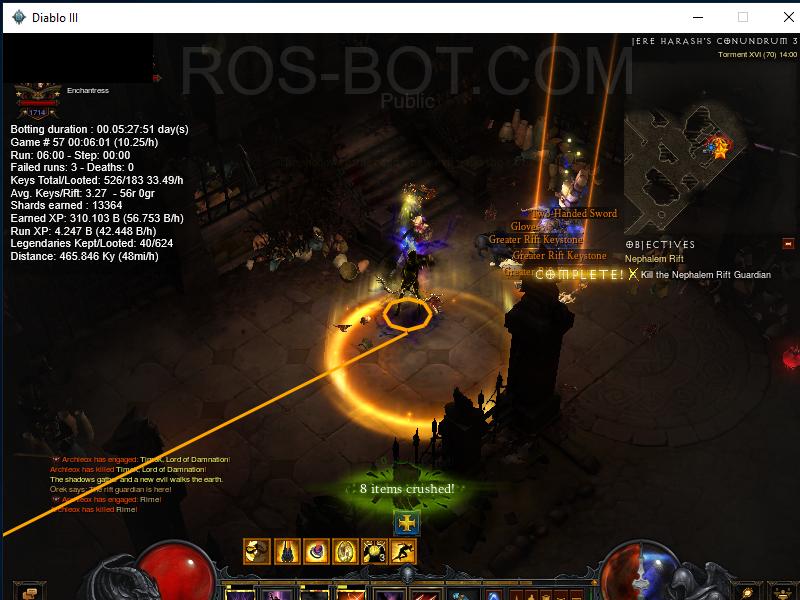 Diablo III
JERE HARASH'S CONUNDRUM 3
Torment XVI (70) 14:00
ROS-BOT.COM
Public
Enchantress
1714
Botting duration : 00.05:27:51 day(s)
Game # 57 00:06:01 (10.25/h)
Run: 06:00 - Step: 00:00
Failed runs: 3 - Deaths: 0
Keys Total/Looted: 526/183 33.49/h
Avg. Keys/Rift: 3.27 - 56r 0gr
Shards earned : 13364
Earned XP: 310.103 B (56.753 B/h)
Run XP: 4.247 B (42.448 B/h)
Legendaries Kept/Looted: 40/624
Distance: 465.846 Ky (48mi/h)
Two-Handed Sword
Gloves
Greater Rift Keystone
Greater Rift Keystone
Greater
OBJECTIVES
Nephalem Rift
COMPLETE! Kill the Nephalem Rift Guardian
Archleox has engaged: Timek, Lord of Damnation!
Archleox has killed Timek, Lord of Damnation!
The shadows gather and a new evil walks the earth.
Orek says: The rift guardian is here!
Archleox has engaged: Rime!
Archleox has killed Rime!
8 items crushed!
3